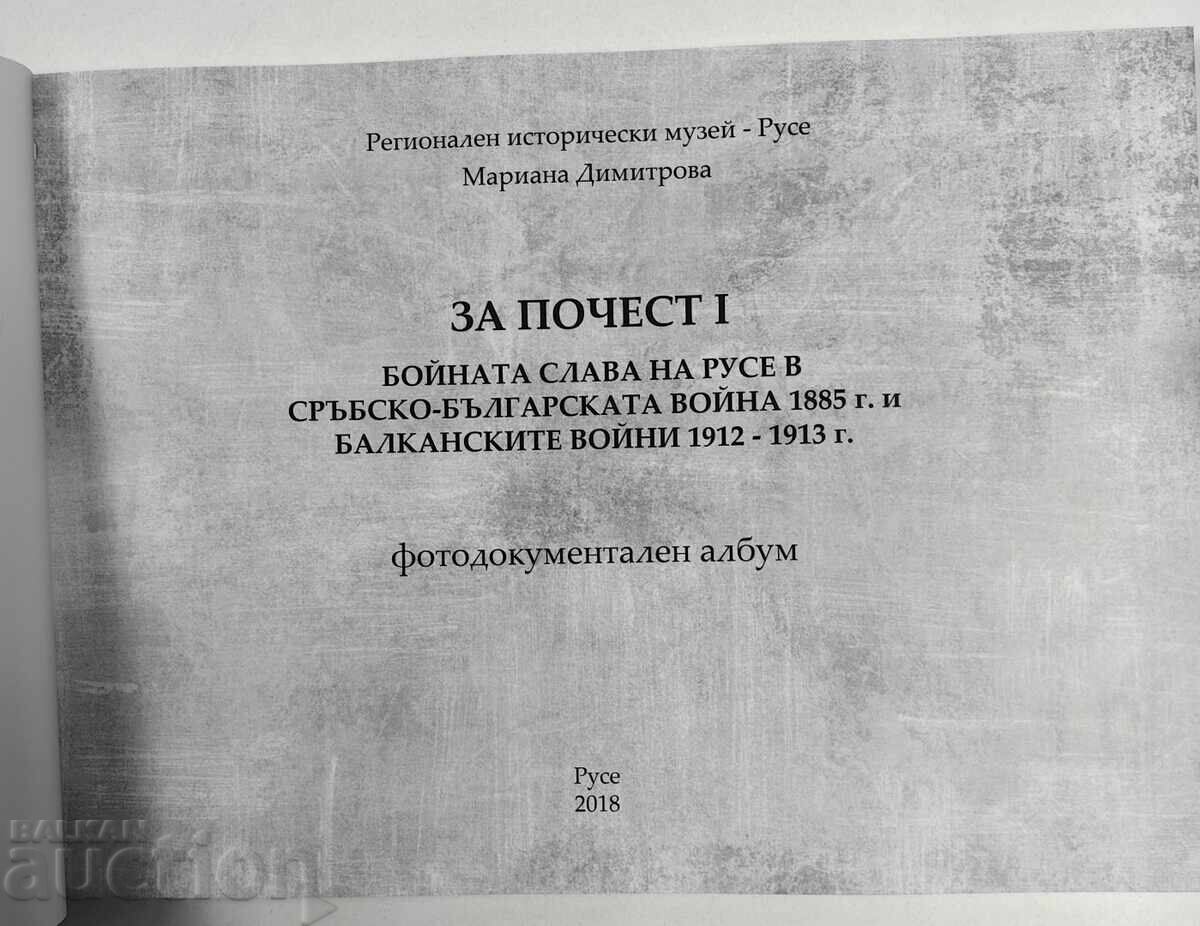 Регионален исторически музей - Русе
Мариана Димитрова
ЗА ПОЧЕСТ I
БОЙНАТА СЛАВА НА РУСЕ В
СРЪБСКО-БЪЛГАРСКАТА ВОЙНА 1885 г. и
БАЛКАНСКИТЕ ВОЙНИ 1912 - 1913 г.
фотодокументален албум
Русе
2018
BALKAN
auction